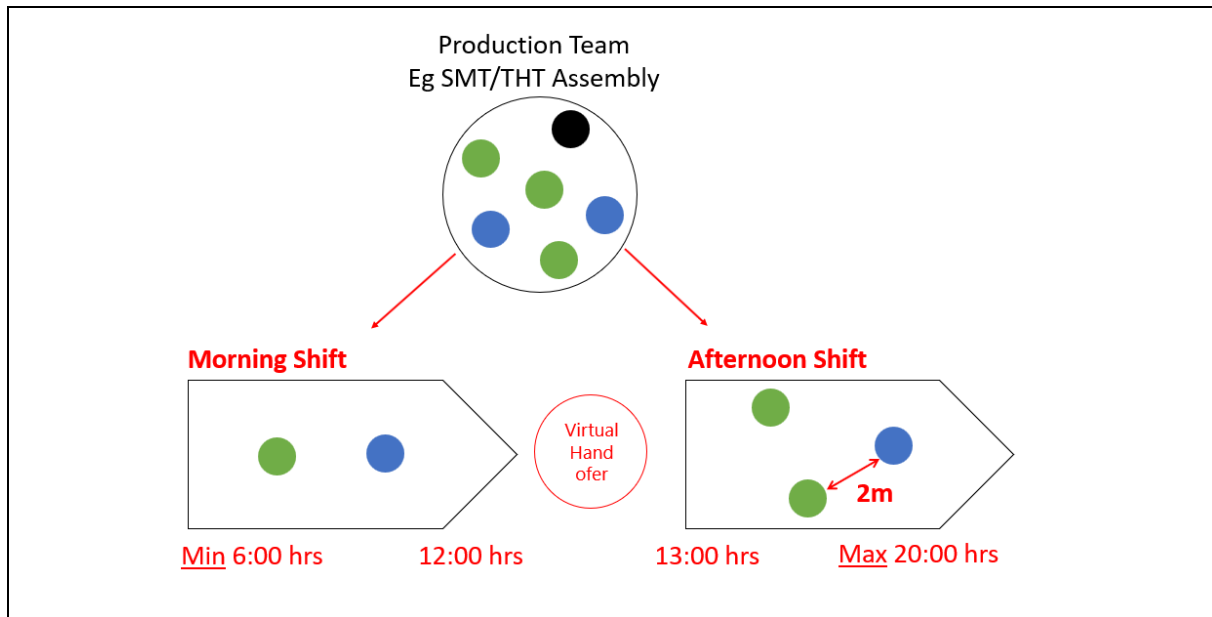 Production Team
Eg SMT/THT Assembly
Morning Shift
Afternoon Shift
Virtual
Hand
ofer
2m
Min 6:00 hrs
12:00 hrs
13:00 hrs
Max 20:00 hrs